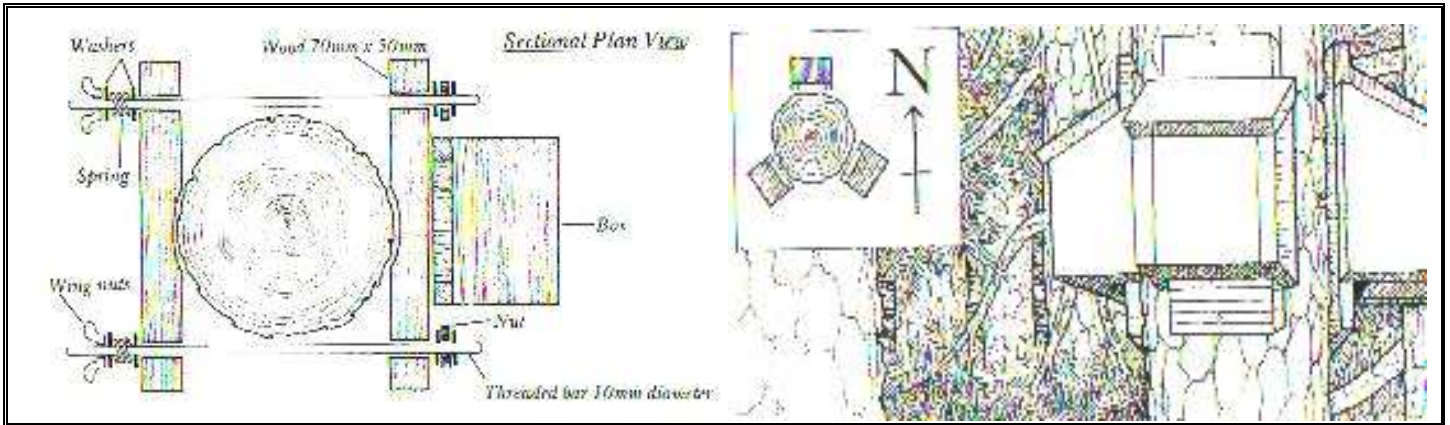 Washers
Wood 70mm x 50mm
Sectional Plan View
Spring
Box
Wing nuts
Nut
Threaded bar 10mm diameter
N